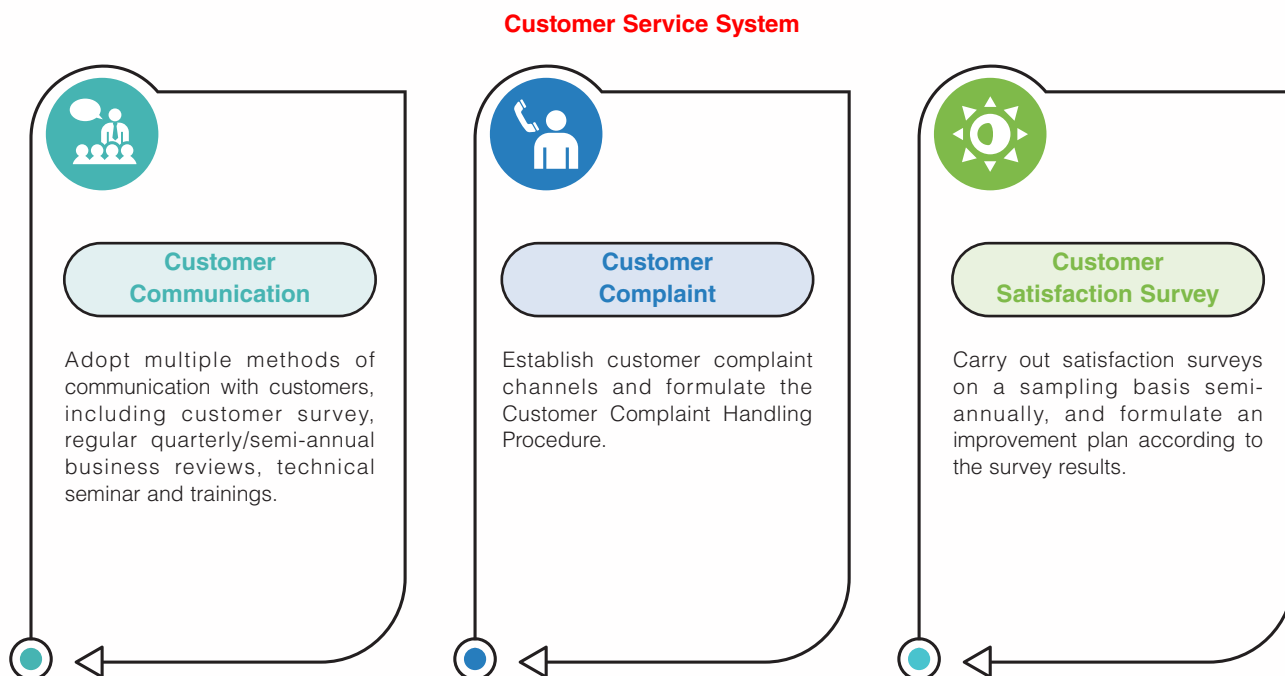 Customer Service System
Customer
Communication
Adopt multiple methods of
communication with customers,
including customer survey,
regular quarterly/semi-annual
business reviews, technical
seminar and trainings.
Customer
Complaint
Establish customer complaint
channels and formulate the
Customer Complaint Handling
Procedure.
Customer
Satisfaction Survey
Carry out satisfaction surveys
on a sampling basis semi-
annually, and formulate an
improvement plan according to
the survey results.